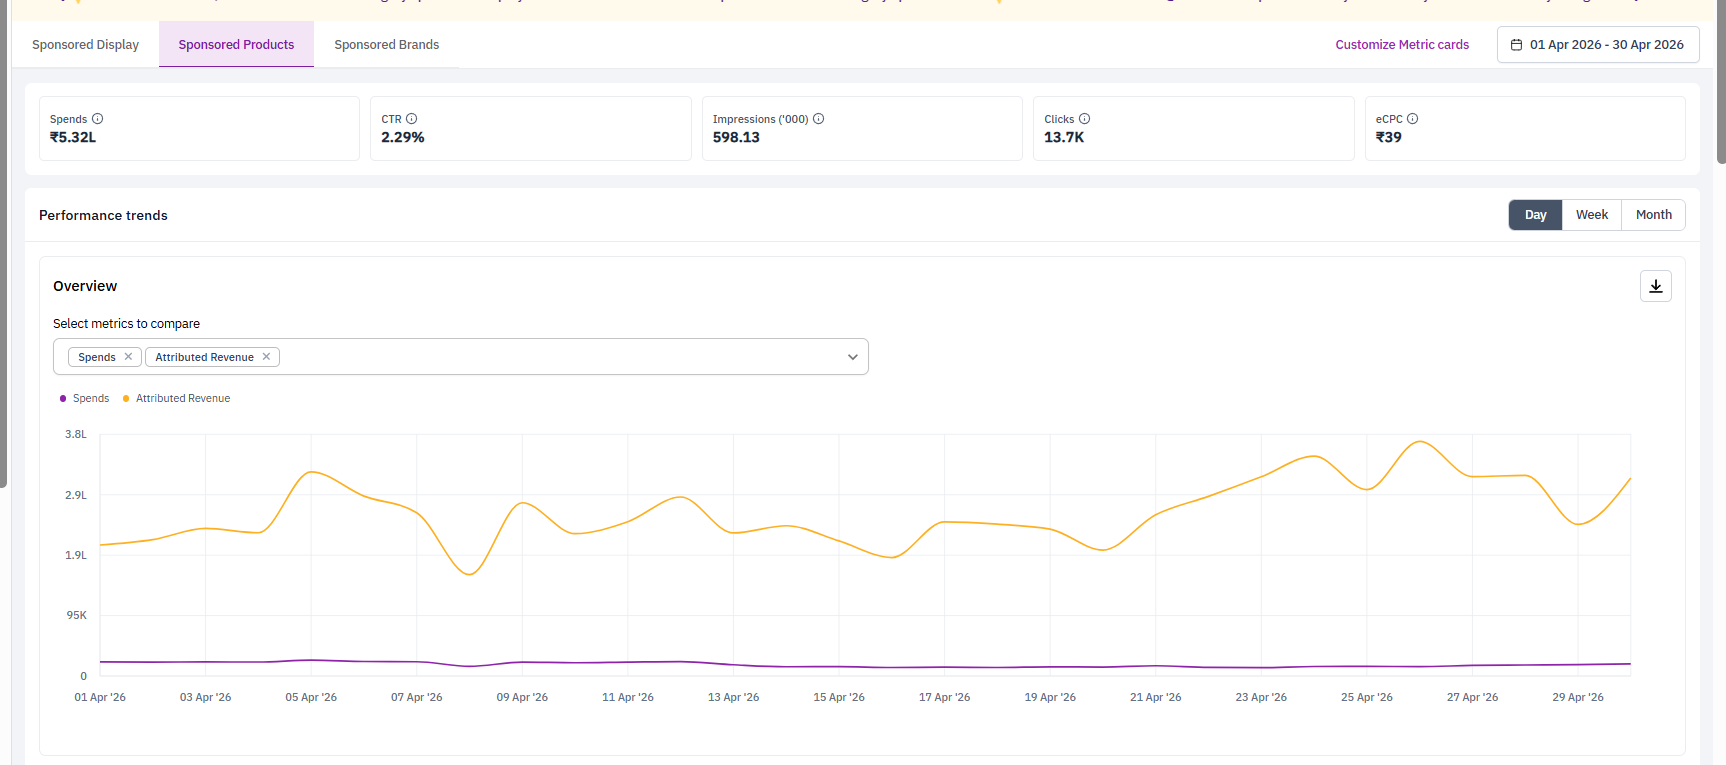 Sponsored Display
Sponsored Products
Sponsored Brands
Customize Metric cards
01 Apr 2026 - 30 Apr 2026
Spends
₹5.32L
CTR
2.29%
Impressions ('000)
598.13
Clicks
13.7K
eCPC
₹39
Performance trends
Day
Week
Month
Overview
Select metrics to compare
Spends
Attributed Revenue
Spends
Attributed Revenue
3.8L
2.9L
1.9L
95K
0
01 Apr '26
03 Apr '26
05 Apr '26
07 Apr '26
09 Apr '26
11 Apr '26
13 Apr '26
15 Apr '26
17 Apr '26
19 Apr '26
21 Apr '26
23 Apr '26
25 Apr '26
27 Apr '26
29 Apr '26